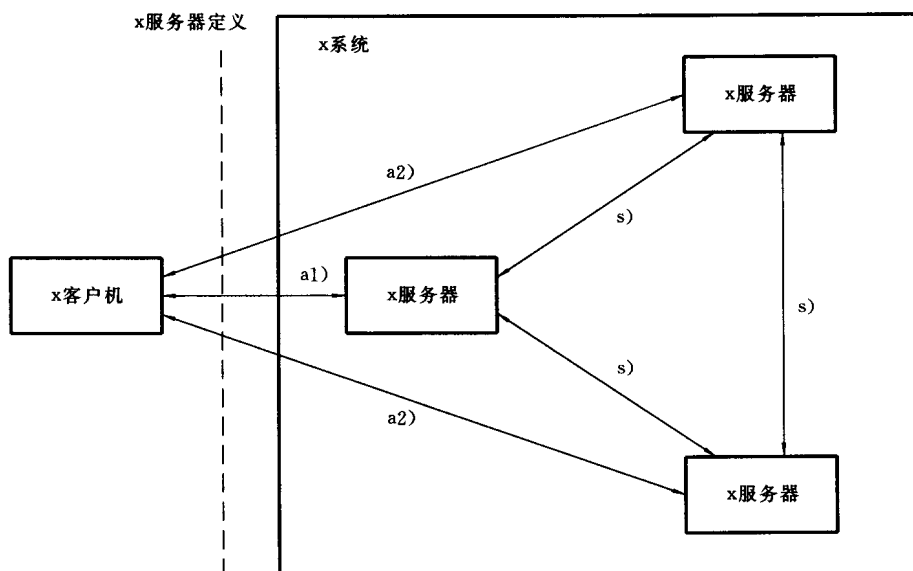 x服务器定义
x系统
x服务器
a2)
s)
a1)
x客户机
x服务器
s)
s)
a2)
x服务器